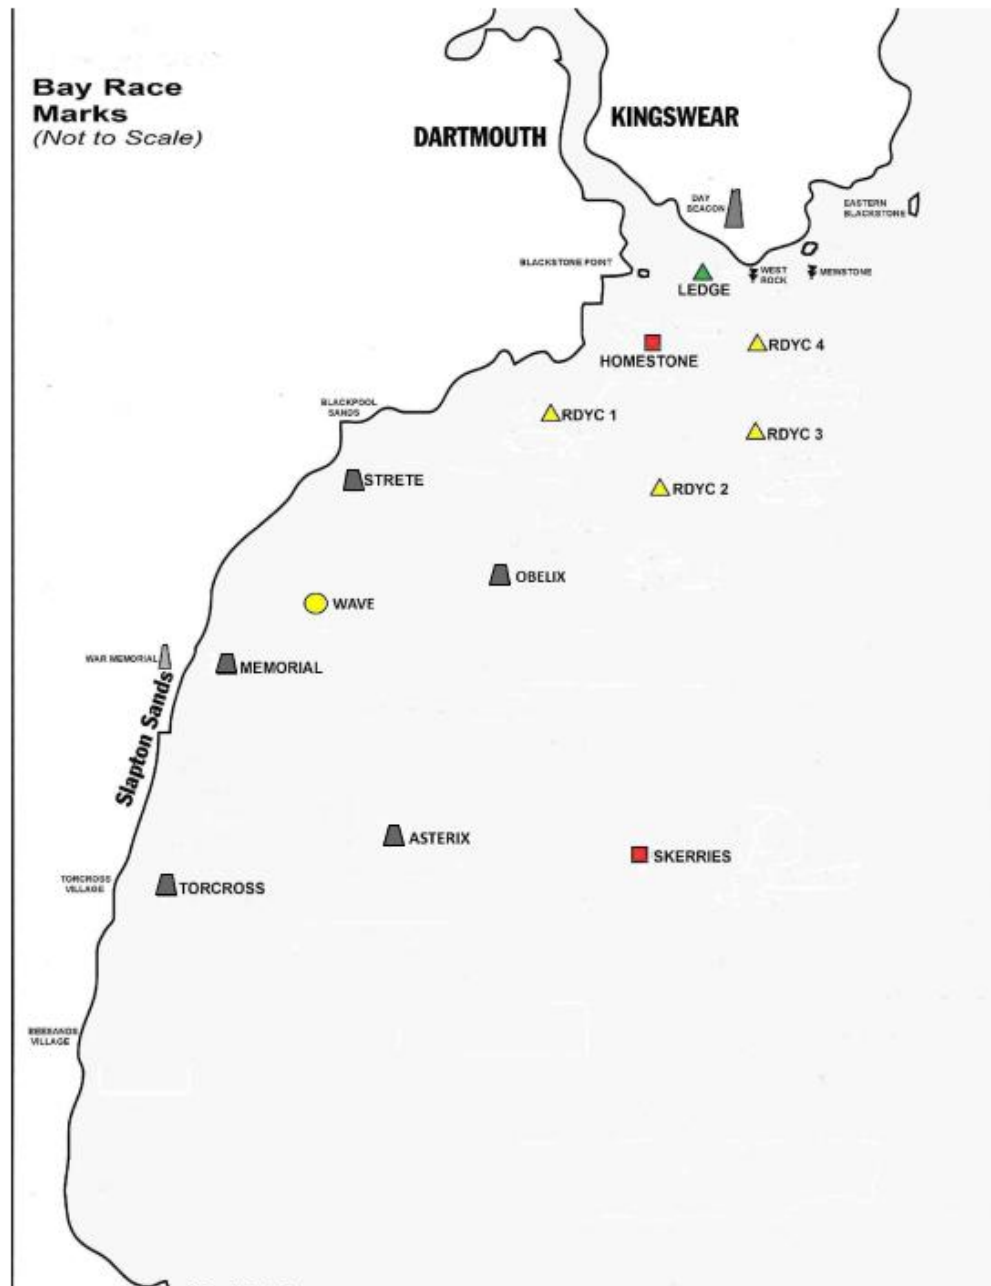 Bay Race
Marks
(Not to Scale)
DARTMOUTH
KINGSWEAR
DAY
BEACON
EASTERN
BLACKSTONE
BLACKSTONE POINT
LEDGE
WEST
ROCK
MEWSTONE
HOMESTONE
RDYC 4
BLACKPOOL
SANDS
RDYC 1
RDYC 3
STRETE
RDYC 2
OBELIX
WAVE
WAR MEMORIAL
MEMORIAL
Slapton Sands
ASTERIX
SKERRIES
TORCROSS
VILLAGE
TORCROSS
BEESANDS
VILLAGE